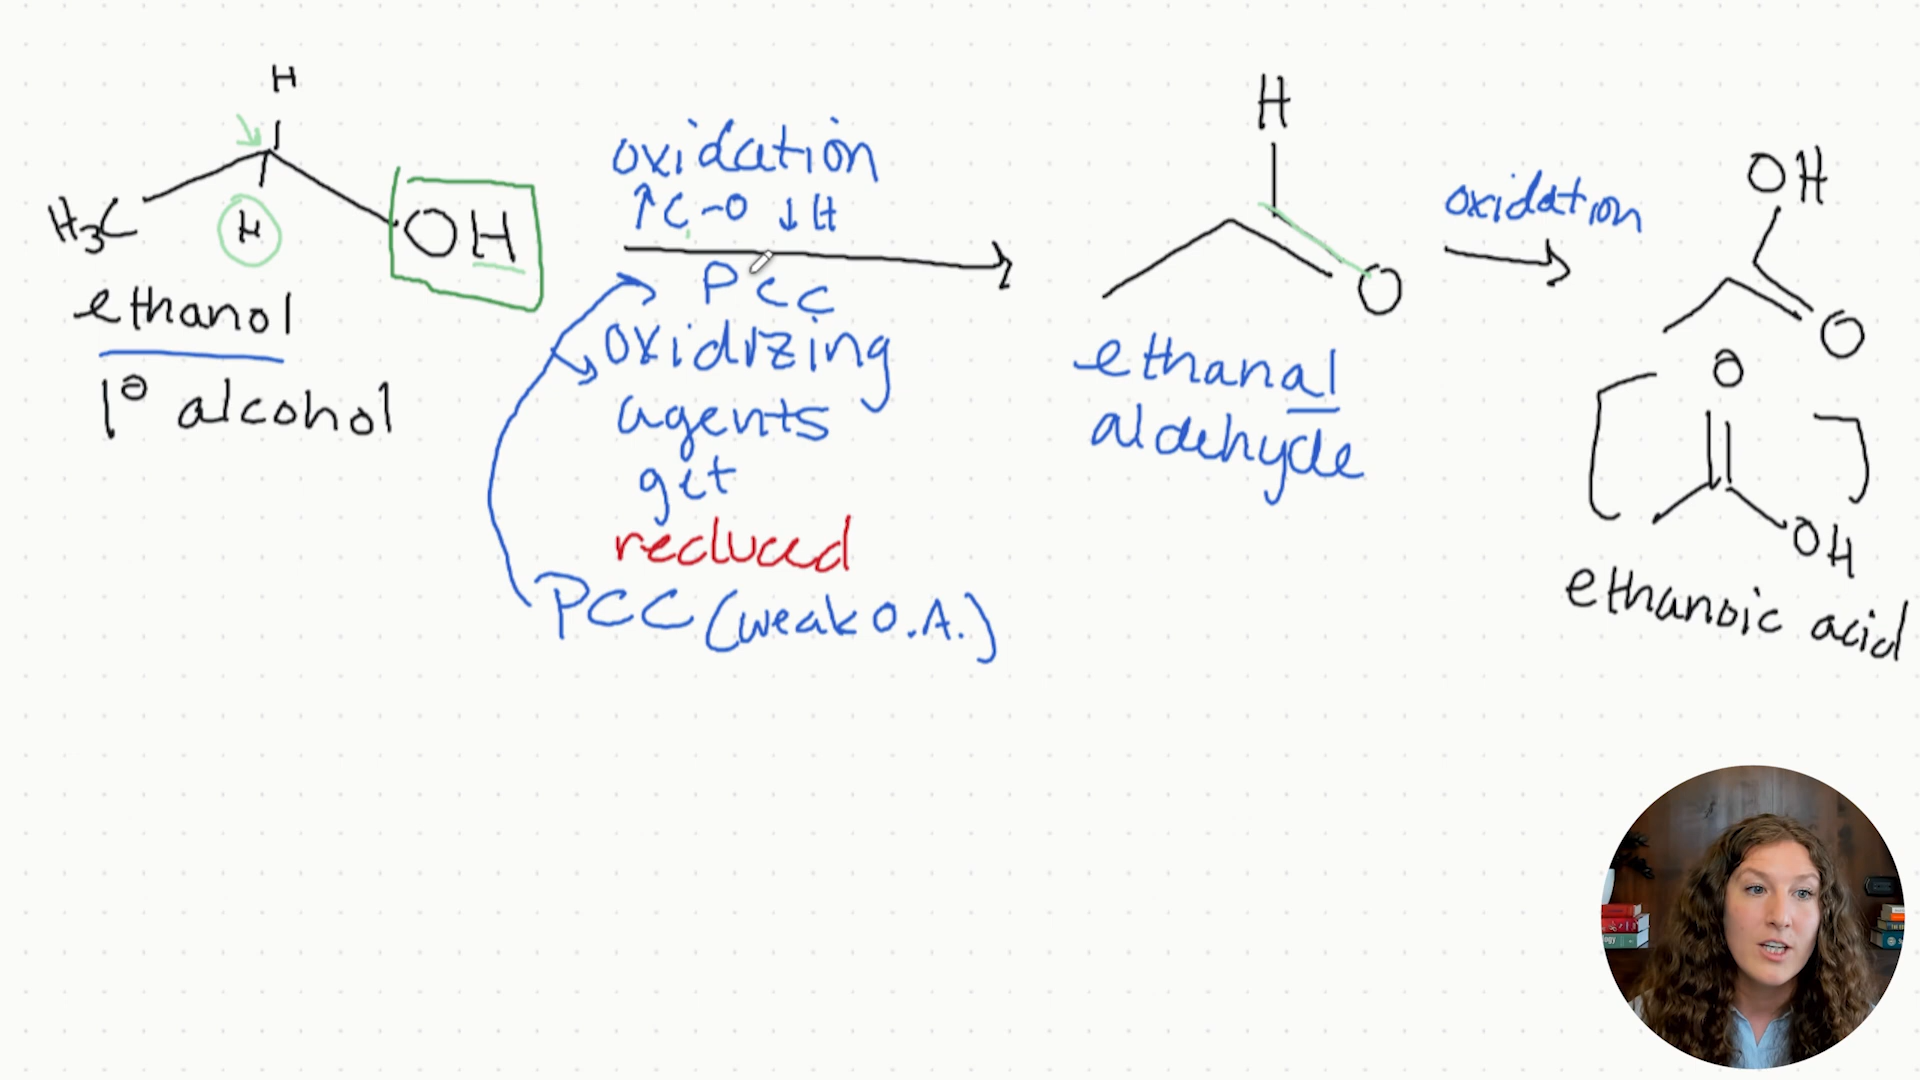 H
H₃C
H
OH
ethanol
1° alcohol
oxidation
↑C-O ↓H
PCC
oxidizing
agents
get
reduced
PCC (weak O.A.)
H
O
ethanal
aldehyde
oxidation
OH
O
O
OH
ethanoic acid